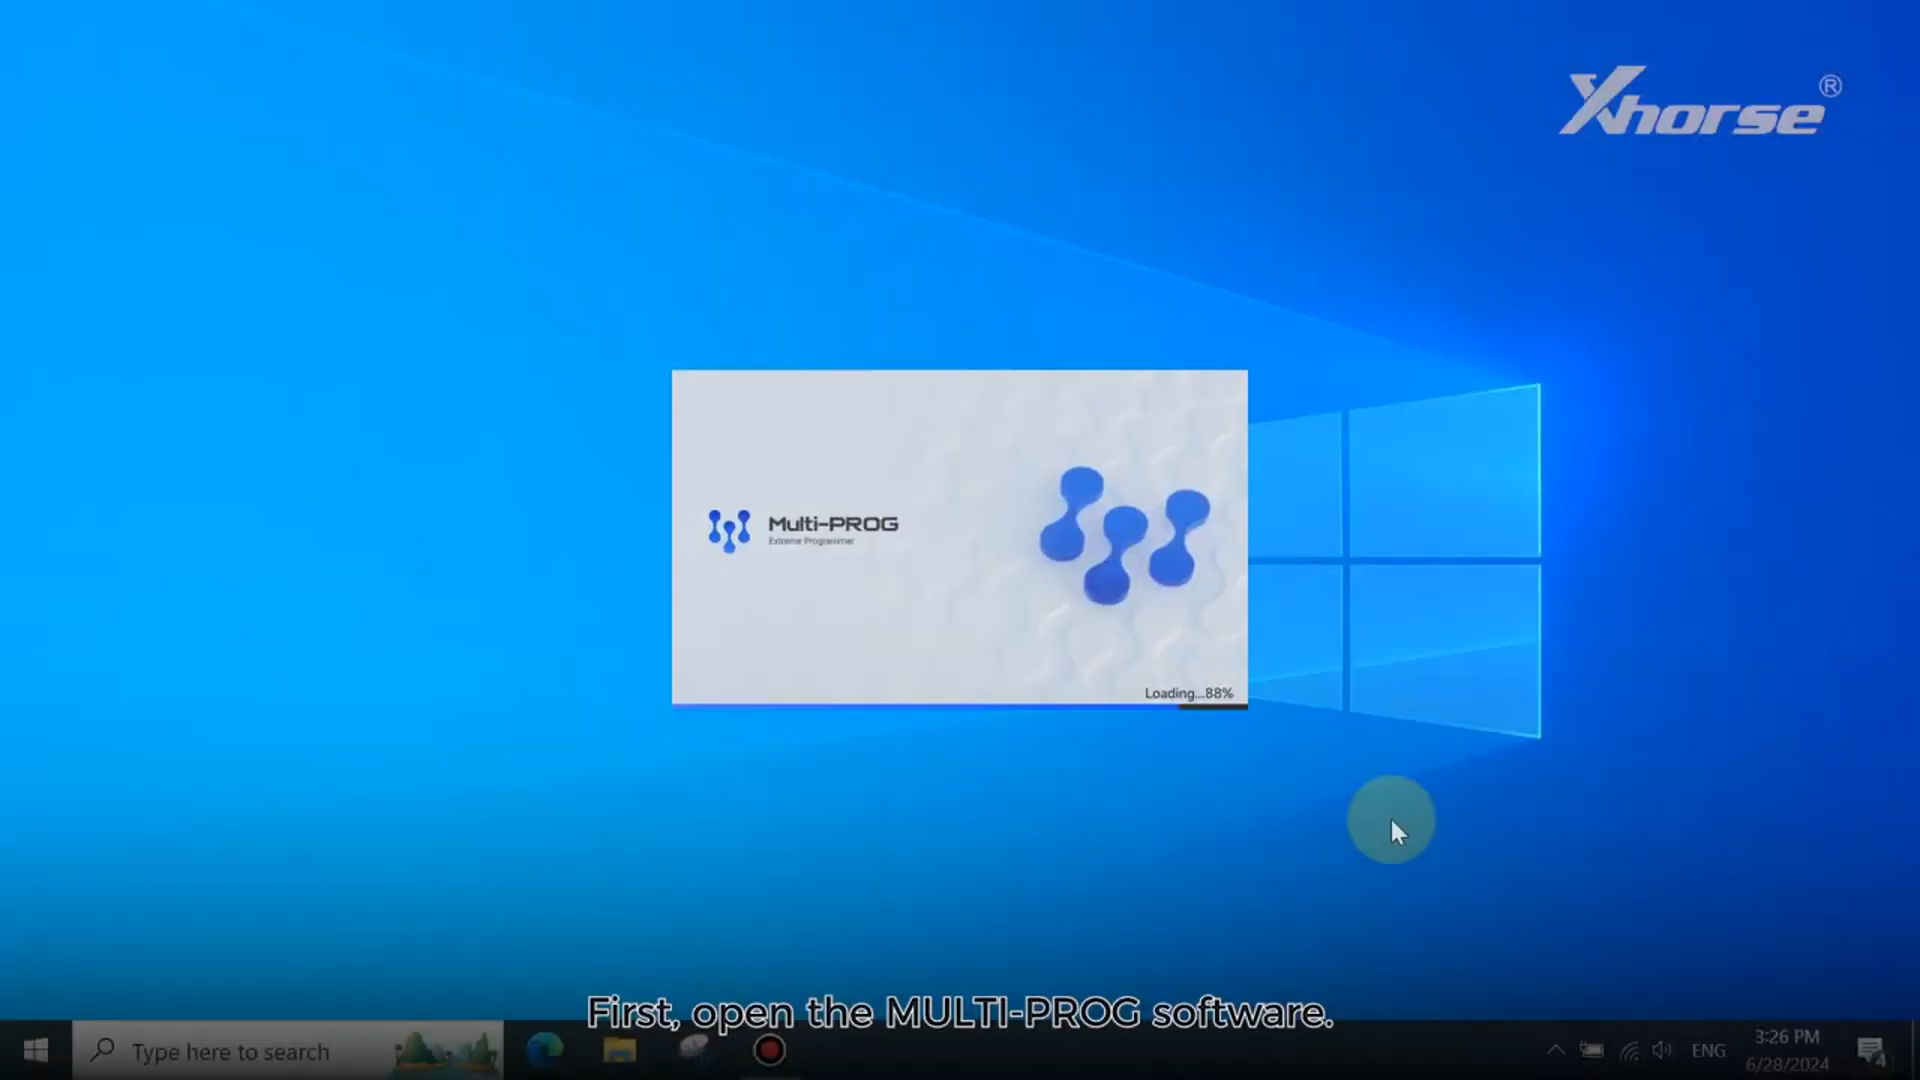 Xhorse®
Multi-PROG
Extreme Programmer
Loading...88%
First, open the MULTI-PROG software.
Type here to search
ENG
3:26 PM
6/28/2024
4